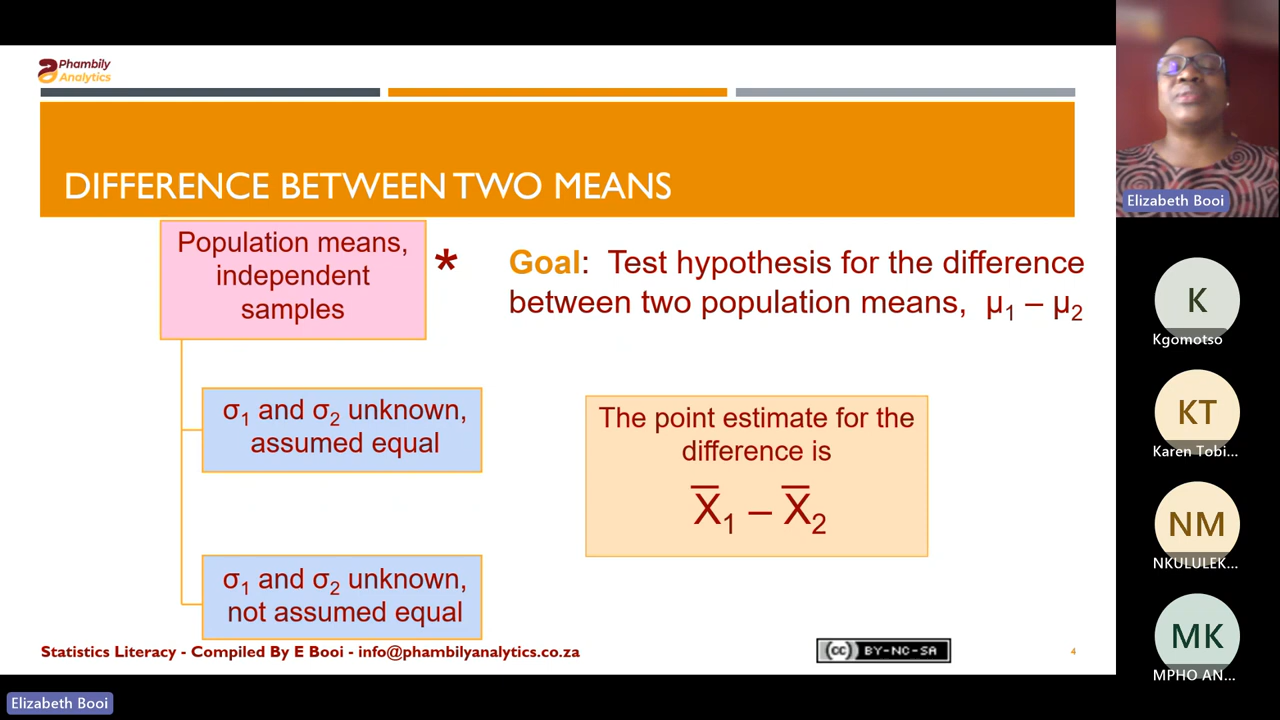 Phambily
Analytics
DIFFERENCE BETWEEN TWO MEANS
Population means,
independent
samples
*
Goal: Test hypothesis for the difference
between two population means, μ1 – μ2
σ1 and σ2 unknown,
assumed equal
The point estimate for the
difference is
X̅1 – X̅2
σ1 and σ2 unknown,
not assumed equal
Statistics Literacy - Compiled By E Booi - info@phambilyanalytics.co.za
(cc) BY-NC-SA
4
Elizabeth Booi
K
Kgomotso
KT
Karen Tobi...
NM
NKULULEK...
MK
MPHO AN...
Elizabeth Booi